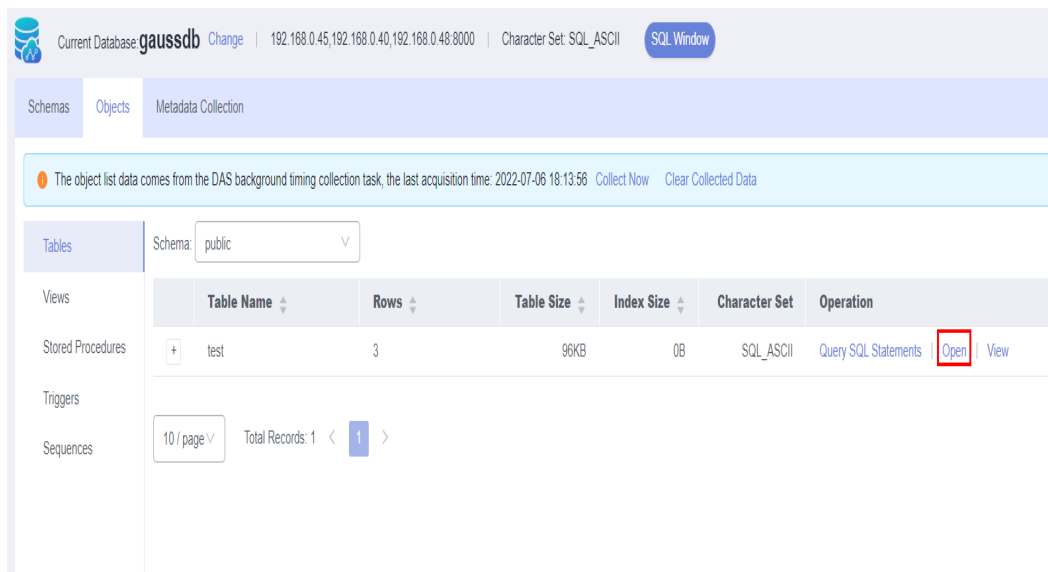 Current Database:gaussdb Change | 192.168.0.45,192.168.0.40,192.168.0.48:8000 | Character Set: SQL_ASCII SQL Window
Schemas Objects Metadata Collection
The object list data comes from the DAS background timing collection task, the last acquisition time: 2022-07-06 18:13:56 Collect Now Clear Collected Data
Tables
Views
Stored Procedures
Triggers
Sequences
Schema: public
Table Name Rows Table Size Index Size Character Set Operation
+ test 3 96KB 0B SQL_ASCII Query SQL Statements | Open | View
10 / page Total Records: 1 < 1 >